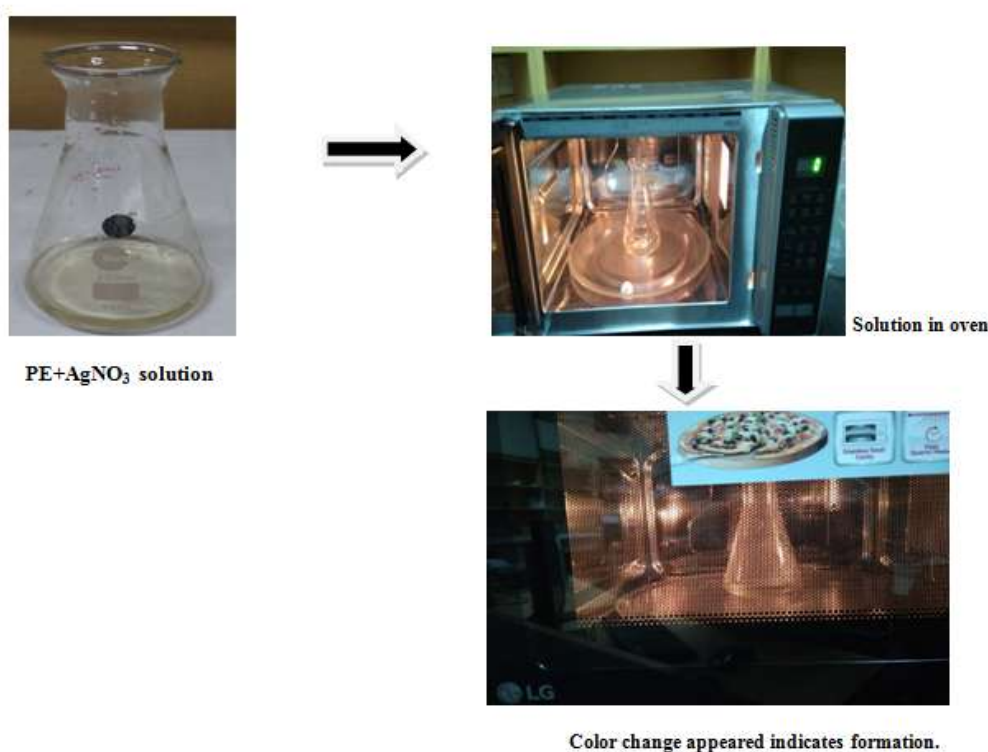 PE+AgNO₃ solution
Solution in oven
LG
Color change appeared indicates formation.